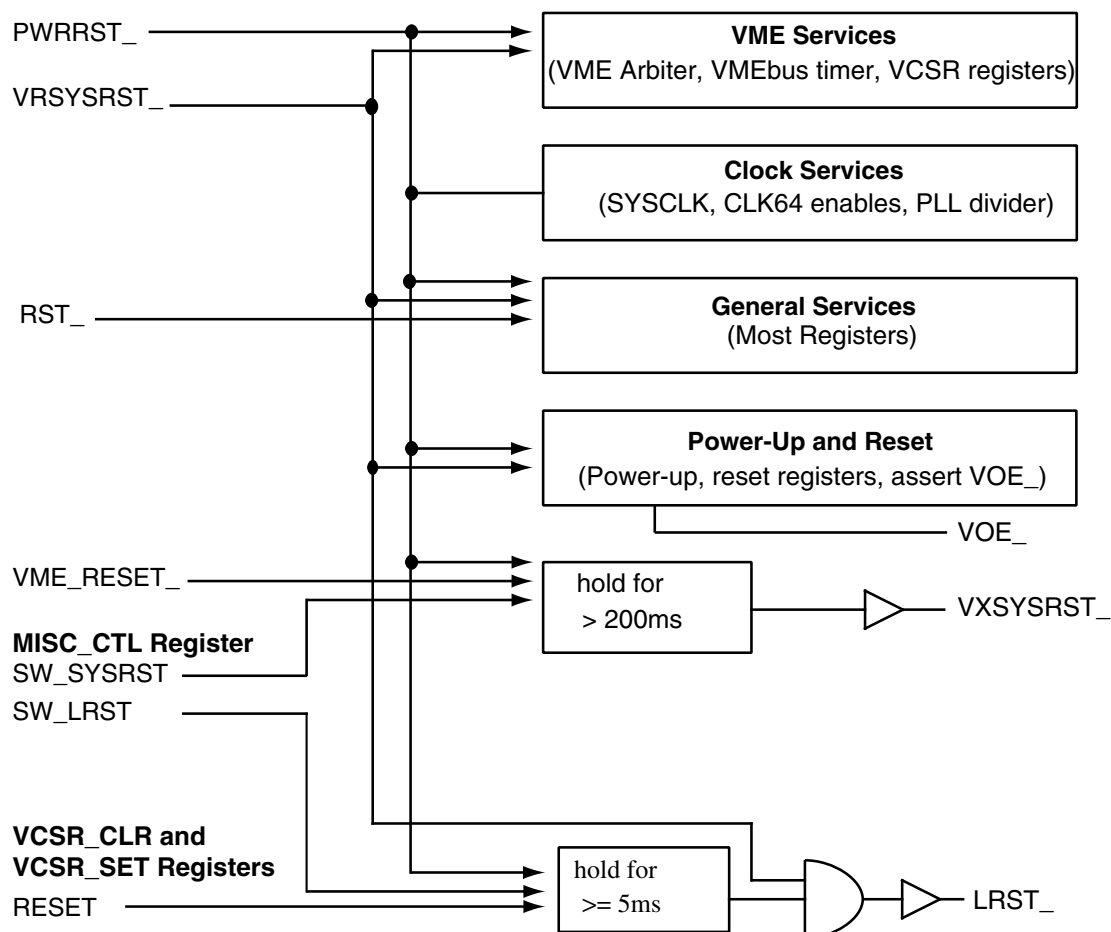 PWRRST_
VME Services
(VME Arbiter, VMEbus timer, VCSR registers)
VRSYSRST_
Clock Services
(SYSCLK, CLK64 enables, PLL divider)
General Services
(Most Registers)
RST_
Power-Up and Reset
(Power-up, reset registers, assert VOE_)
VOE_
VME_RESET_
hold for
> 200ms
VXSYSRST_
MISC_CTL Register
SW_SYSRST
SW_LRST
VCSR_CLR and
VCSR_SET Registers
RESET
hold for
>= 5ms
LRST_